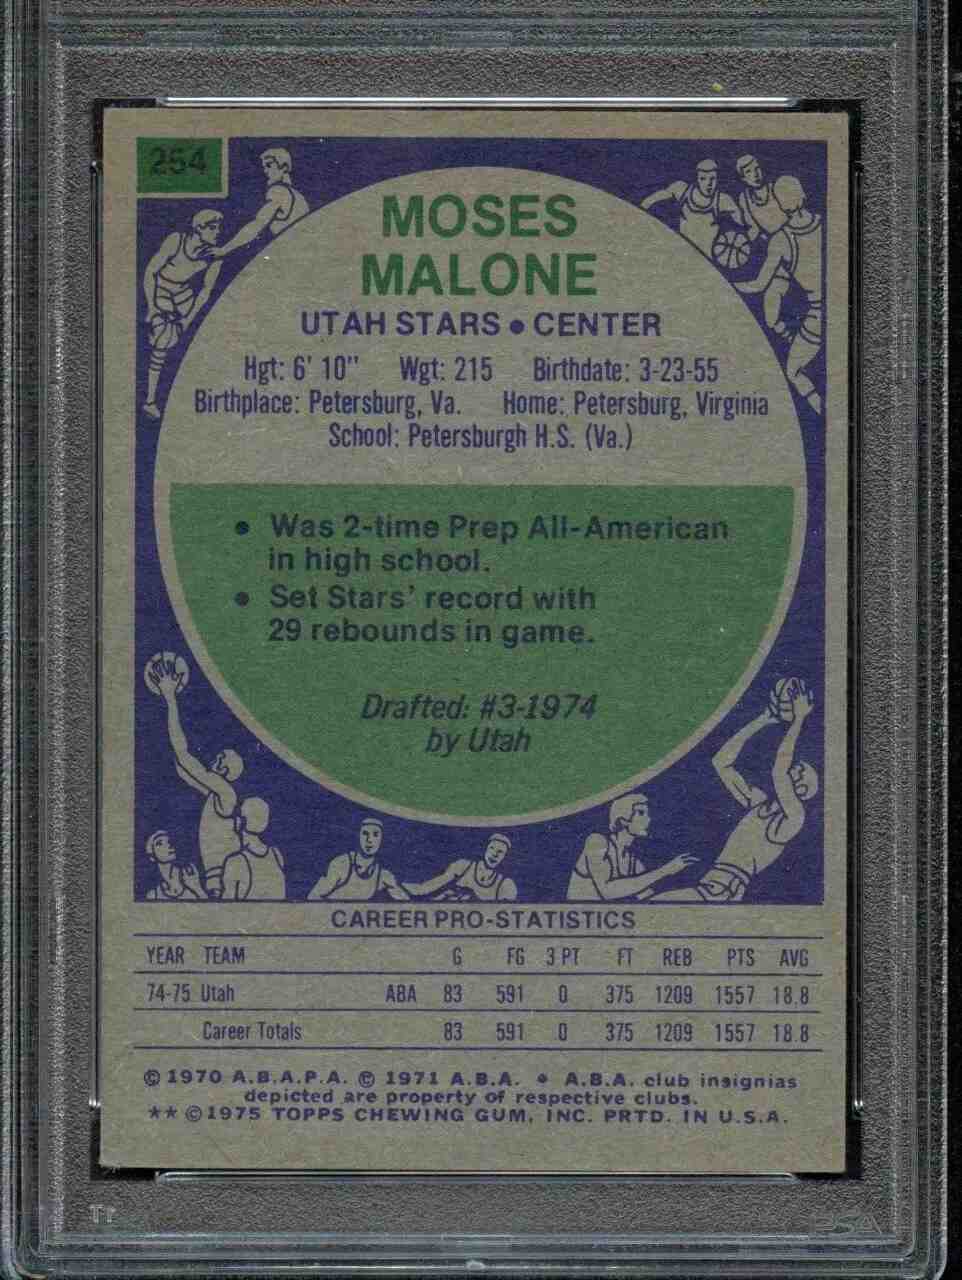 254
MOSES
MALONE
UTAH STARS • CENTER
Hgt: 6' 10" Wgt: 215 Birthdate: 3-23-55
Birthplace: Petersburg, Va. Home: Petersburg, Virginia
School: Petersburgh H.S. (Va.)
• Was 2-time Prep All-American
in high school.
• Set Stars' record with
29 rebounds in game.
Drafted: #3-1974
by Utah
CAREER PRO-STATISTICS
YEAR TEAM G FG 3 PT FT REB PTS AVG
74-75 Utah ABA 83 591 0 375 1209 1557 18.8
Career Totals 83 591 0 375 1209 1557 18.8
© 1970 A.B.A.P.A. © 1971 A.B.A. • A.B.A. club insignias
depicted are property of respective clubs.
** © 1975 TOPPS CHEWING GUM, INC. PRTD. IN U.S.A.
PSA